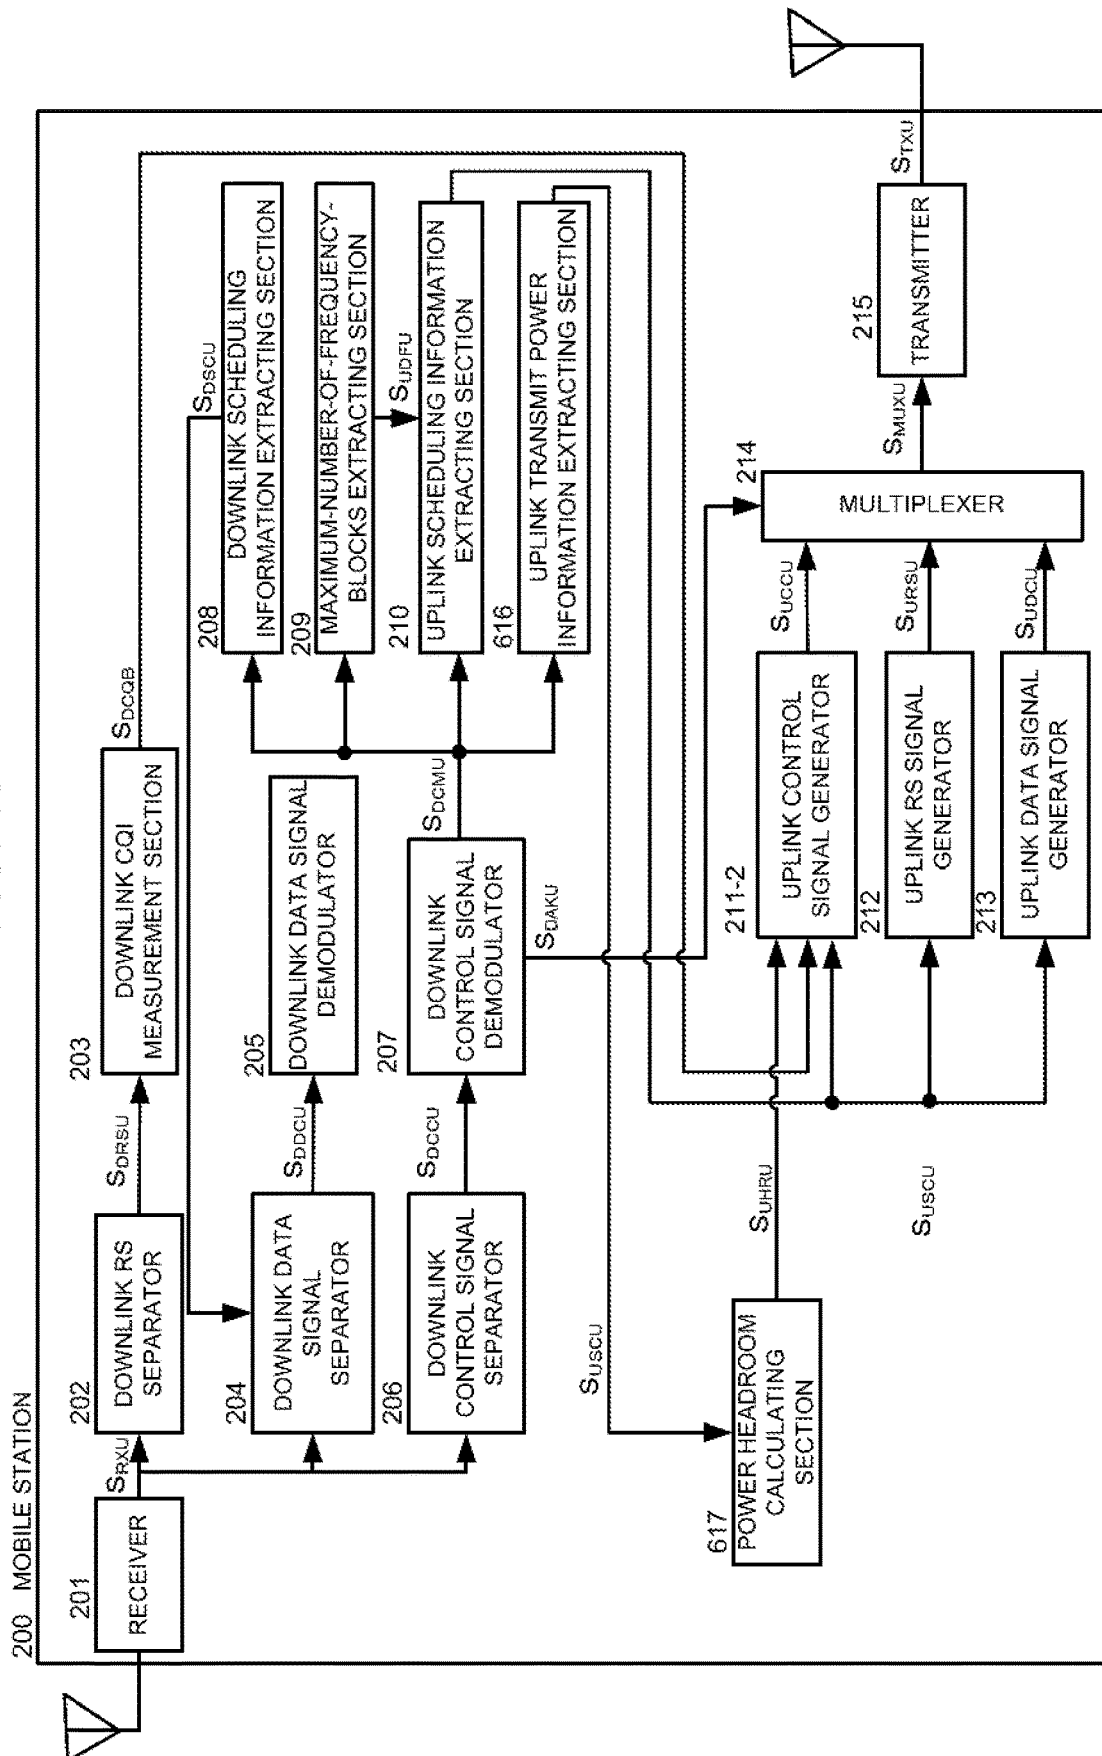 200 MOBILE STATION
201
RECEIVER
SRXU
202
DOWNLINK RS
SEPARATOR
SDRSU
203
DOWNLINK CQI
MEASUREMENT SECTION
SDCQB
204
DOWNLINK DATA
SIGNAL
SEPARATOR
SDDCU
205
DOWNLINK DATA SIGNAL
DEMODULATOR
206
DOWNLINK
CONTROL SIGNAL
SEPARATOR
SDCCU
207
DOWNLINK
CONTROL SIGNAL
DEMODULATOR
SDCMU
SDAKU
208
DOWNLINK SCHEDULING
INFORMATION EXTRACTING SECTION
SDSCU
209
MAXIMUM-NUMBER-OF-FREQUENCY-
BLOCKS EXTRACTING SECTION
SUDFU
210
UPLINK SCHEDULING INFORMATION
EXTRACTING SECTION
616
UPLINK TRANSMIT POWER
INFORMATION EXTRACTING SECTION
SUSCU
617
POWER HEADROOM
CALCULATING
SECTION
SUHRU
SUSCU
211-2
UPLINK CONTROL
SIGNAL GENERATOR
SUCCU
212
UPLINK RS SIGNAL
GENERATOR
SURSU
213
UPLINK DATA SIGNAL
GENERATOR
SUDCU
214
MULTIPLEXER
SMUXU
215
TRANSMITTER
STXU